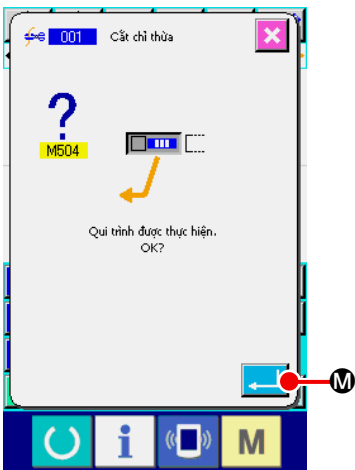 001 Cắt chỉ thừa
?
M504
Qui trình được thực hiện.
OK?
M
i
M